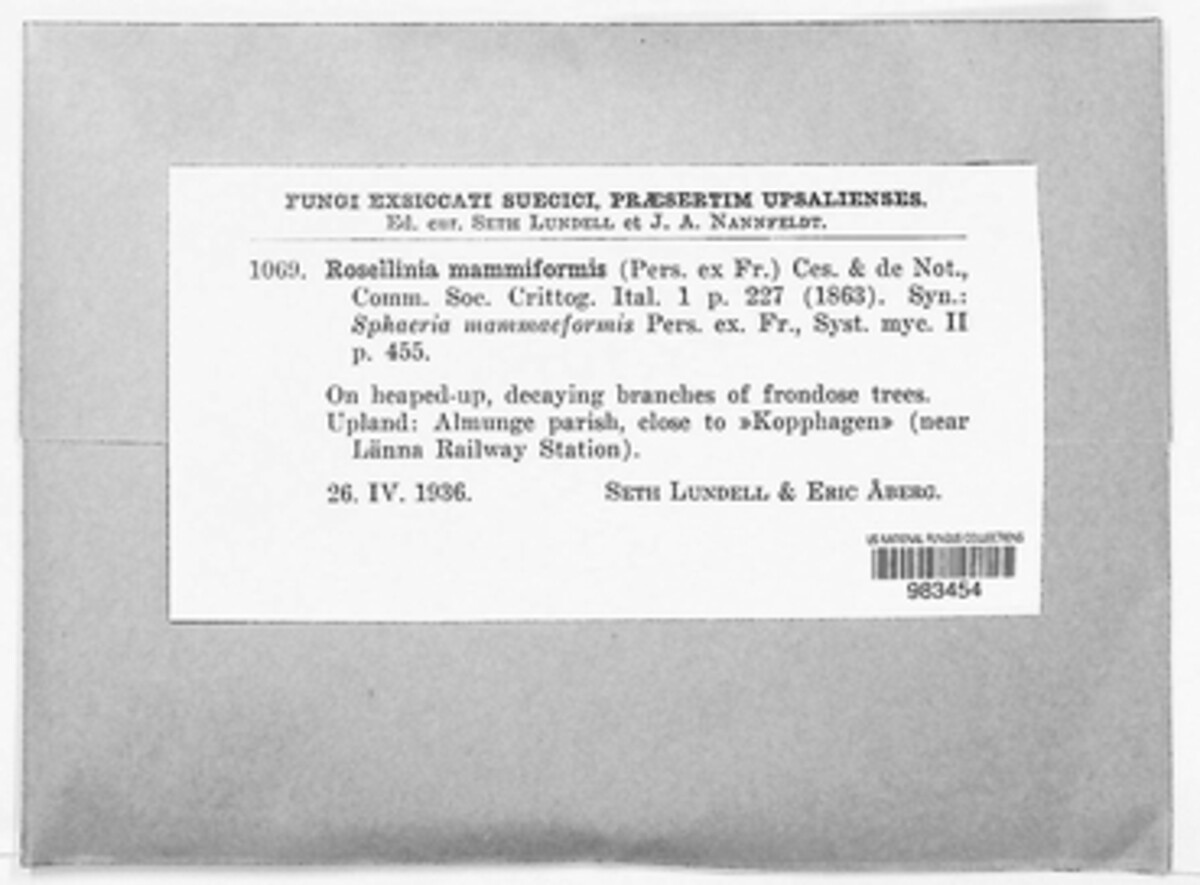 FUNGI EXSICCATI SUECICI, PRÆSERTIM UPSALIENSES.
Ed. cur. SETH LUNDELL et J. A. NANNFELDT.
1069. Rosellinia mammiformis (Pers. ex Fr.) Ces. & de Not.,
Comm. Soc. Crittog. Ital. 1 p. 227 (1863). Syn.:
Sphaeria mammaeformis Pers. ex. Fr., Syst. myc. II
p. 455.
On heaped-up, decaying branches of frondose trees.
Upland: Almunge parish, close to »Kopphagen» (near
Länna Railway Station).
26. IV. 1936. SETH LUNDELL & ERIC ÅBERG.
US NATIONAL FUNGUS COLLECTIONS
983454